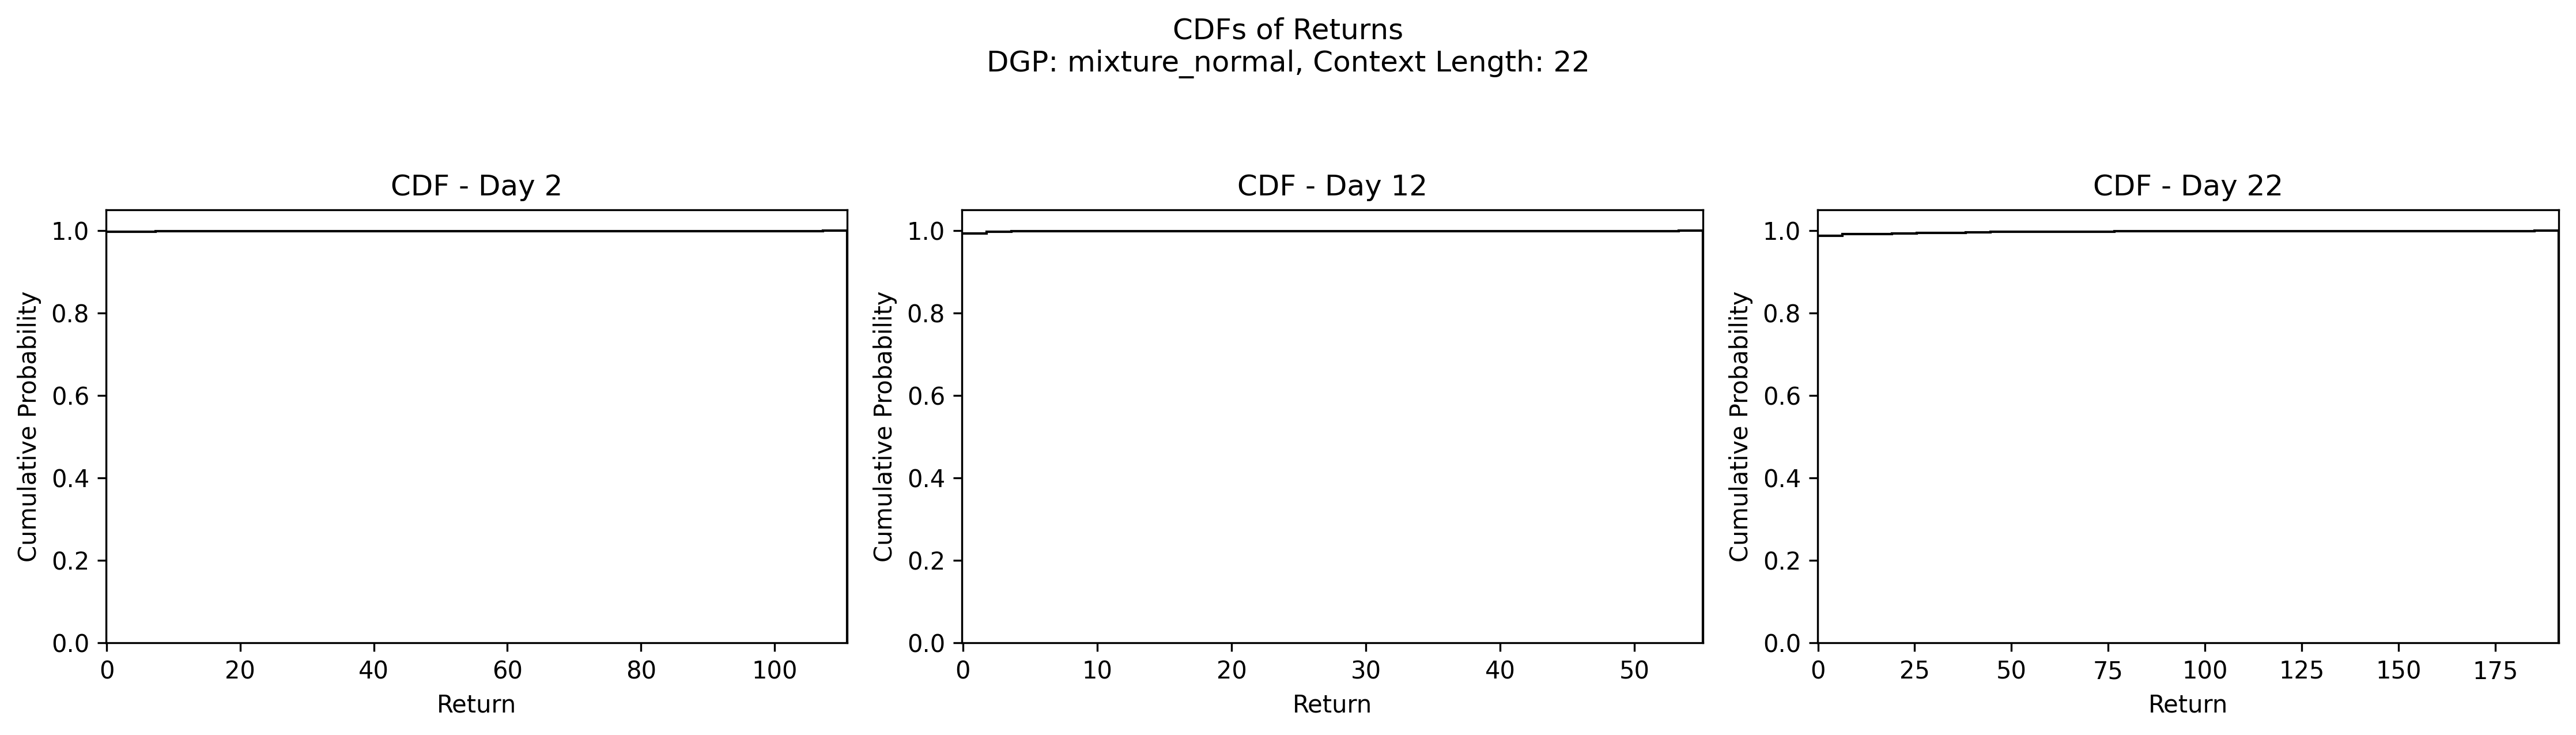 CDFs of Returns
DGP: mixture_normal, Context Length: 22
CDF - Day 2
Cumulative Probability
1.0
0.8
0.6
0.4
0.2
0.0
0 20 40 60 80 100
Return
CDF - Day 12
Cumulative Probability
1.0
0.8
0.6
0.4
0.2
0.0
0 10 20 30 40 50
Return
CDF - Day 22
Cumulative Probability
1.0
0.8
0.6
0.4
0.2
0.0
0 25 50 75 100 125 150 175
Return